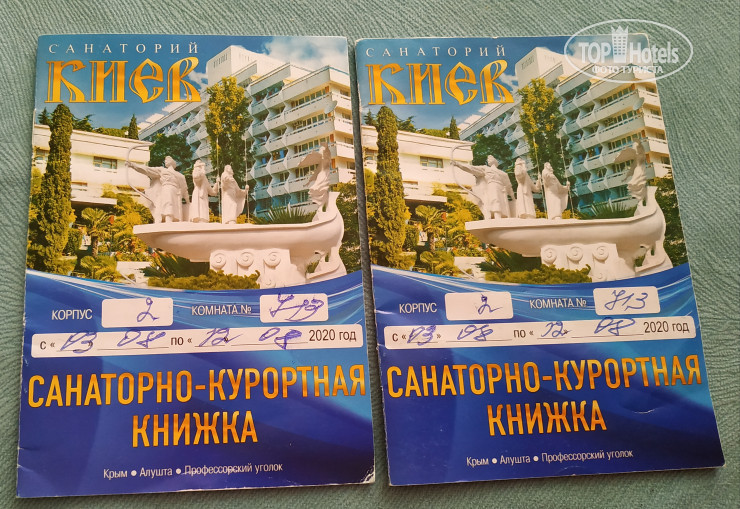 TOP Hotels
ФОТО ТУРИСТА
САНАТОРИЙ
КИЕВ
КОРПУС 2 КОМНАТА № 713
с «03» 08 по «12» 08 2020 год
САНАТОРНО-КУРОРТНАЯ
КНИЖКА
Крым • Алушта • Профессорский уголок
САНАТОРИЙ
КИЕВ
КОРПУС 2 КОМНАТА № 713
с «03» 08 по «12» 08 2020 год
САНАТОРНО-КУРОРТНАЯ
КНИЖКА
Крым • Алушта • Профессорский уголок